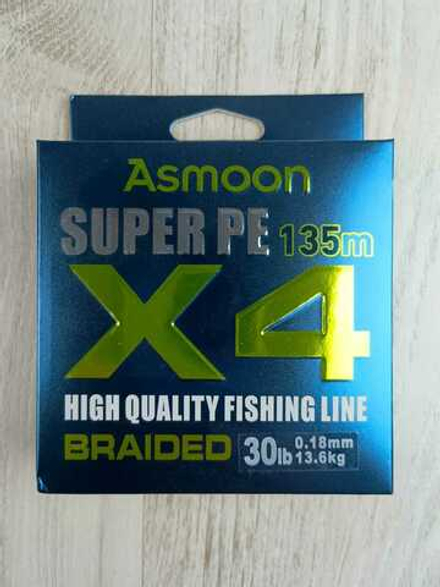 Asmoon
SUPER PE 135m
X4
HIGH QUALITY FISHING LINE
BRAIDED 30lb 0.18mm
13.6kg